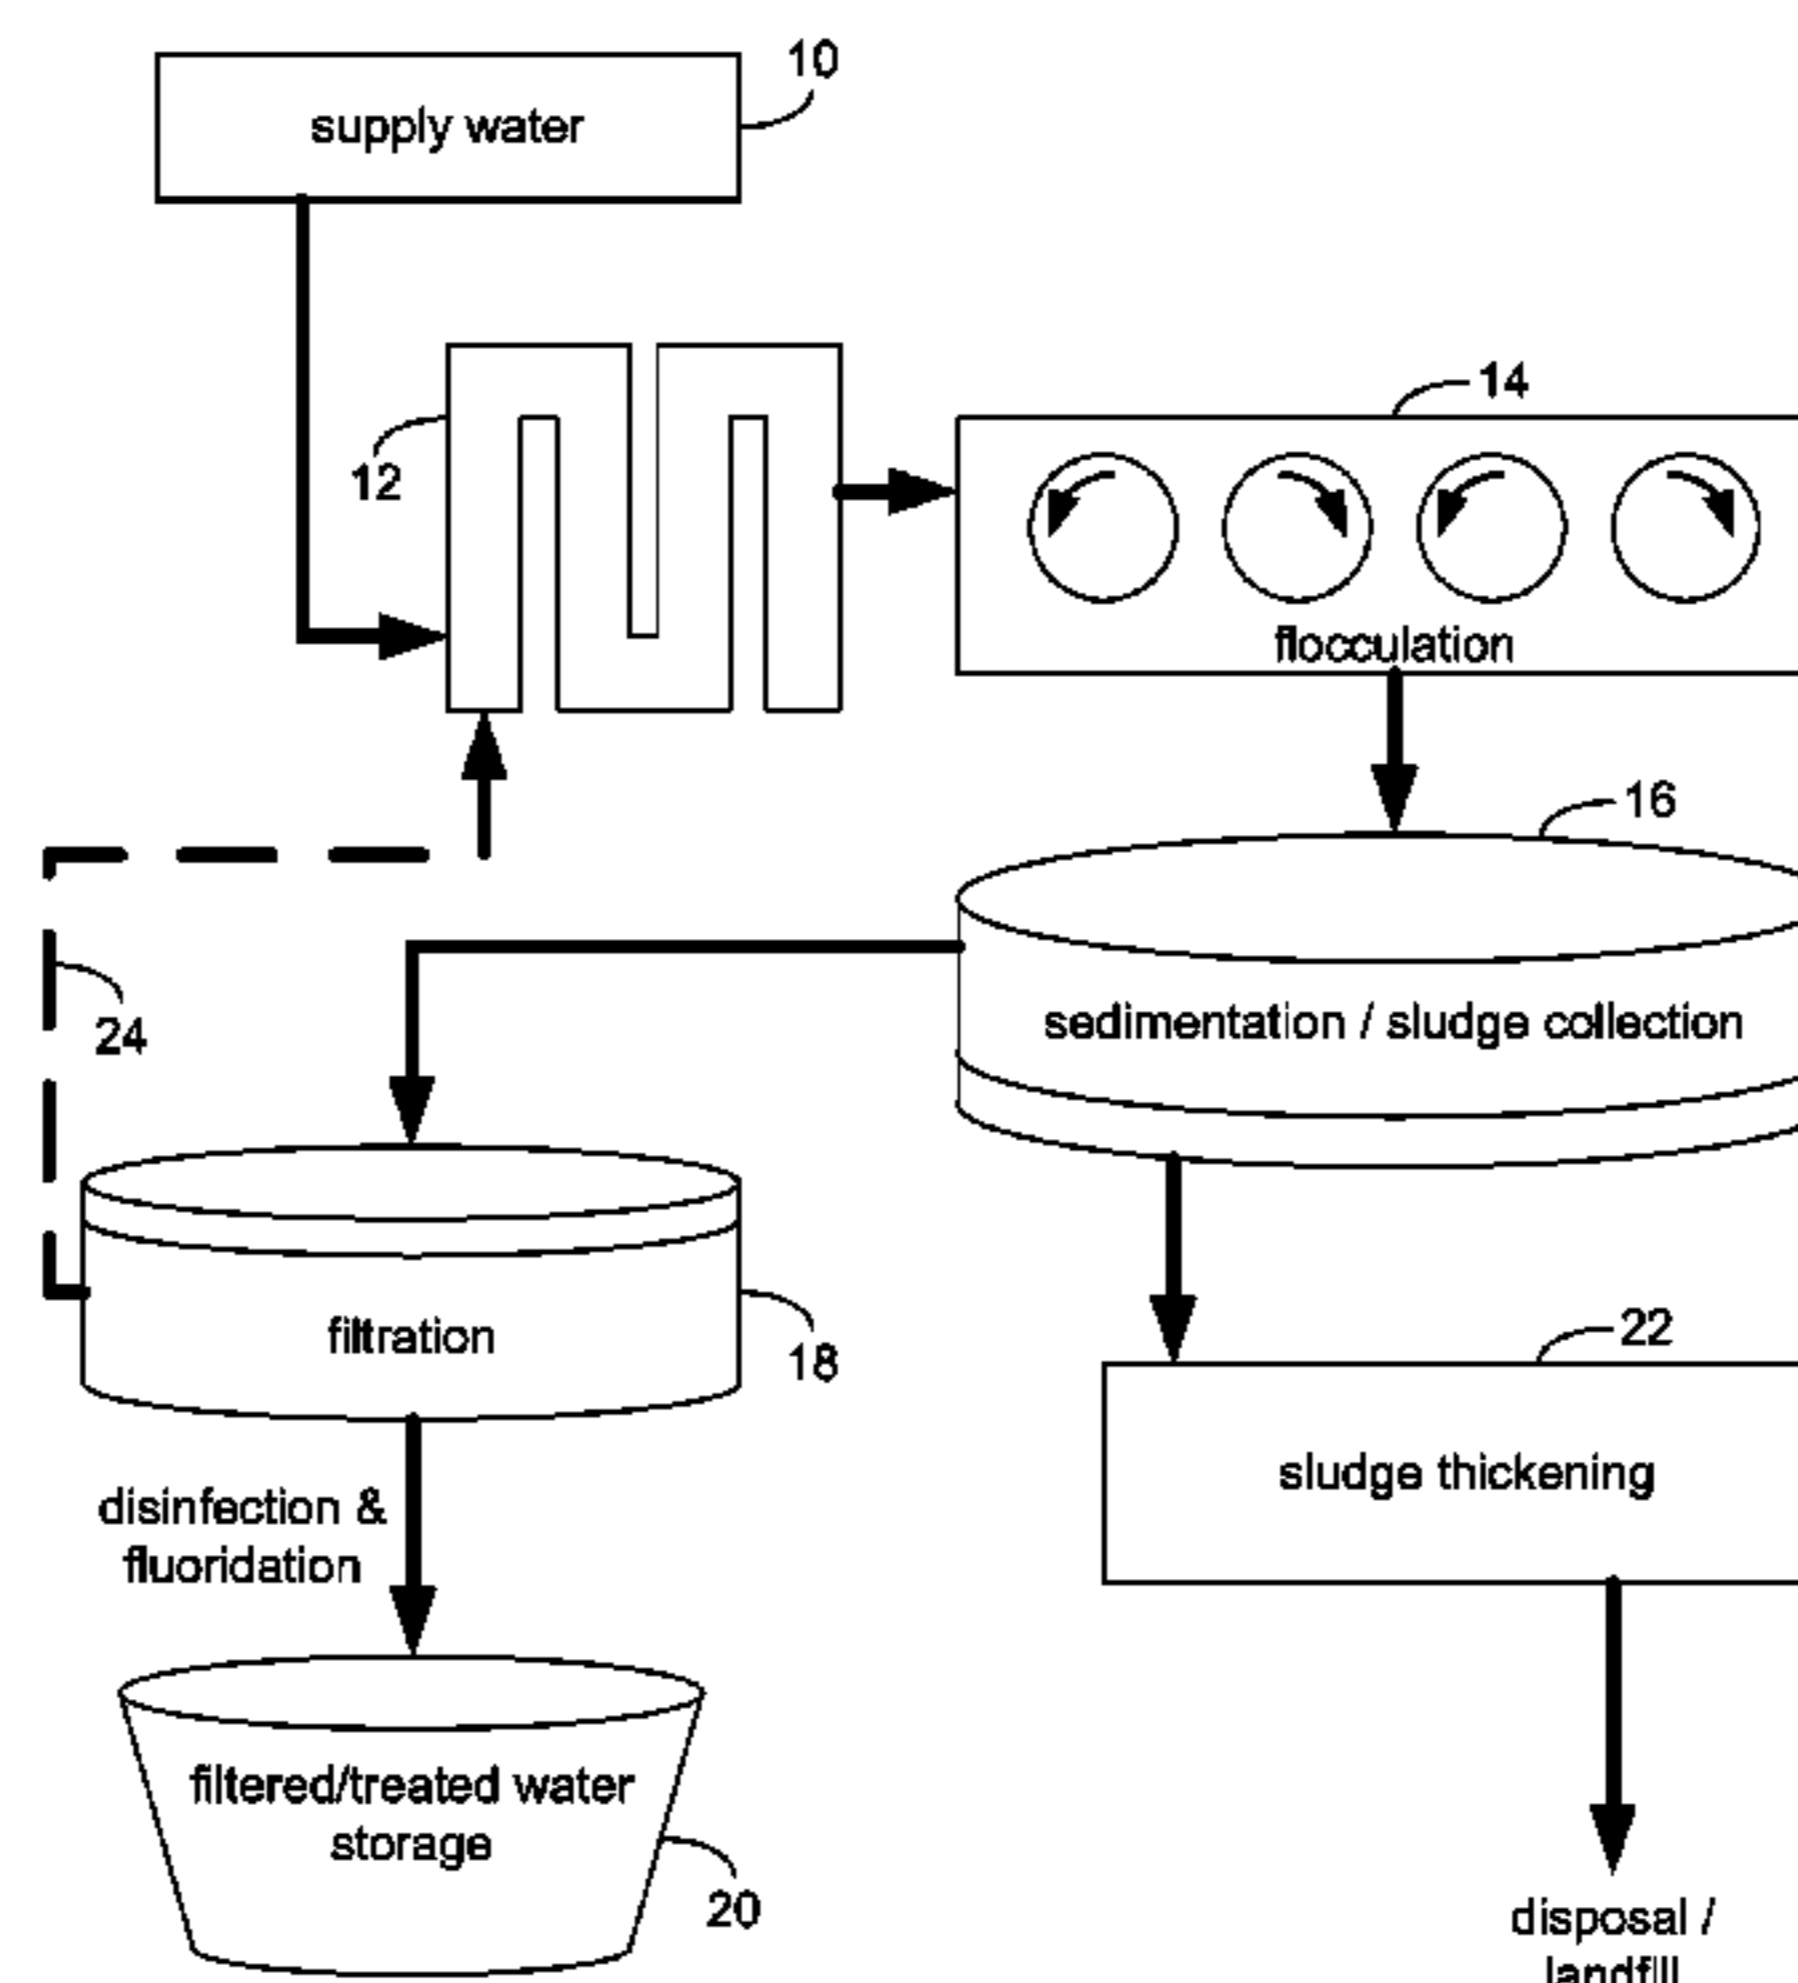 10
supply water
14
12
flocculation
16
24
sedimentation / sludge collection
filtration
18
22
sludge thickening
disinfection &
fluoridation
filtered/treated water
storage
20
disposal /
landfill